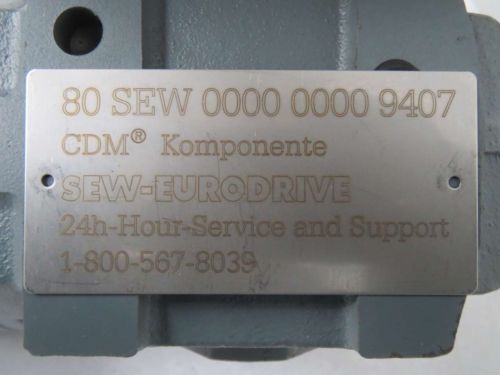 80 SEW 0000 0000 9407
CDM® Komponente
SEW-EURODRIVE
24h-Hour-Service and Support
1-800-567-8039